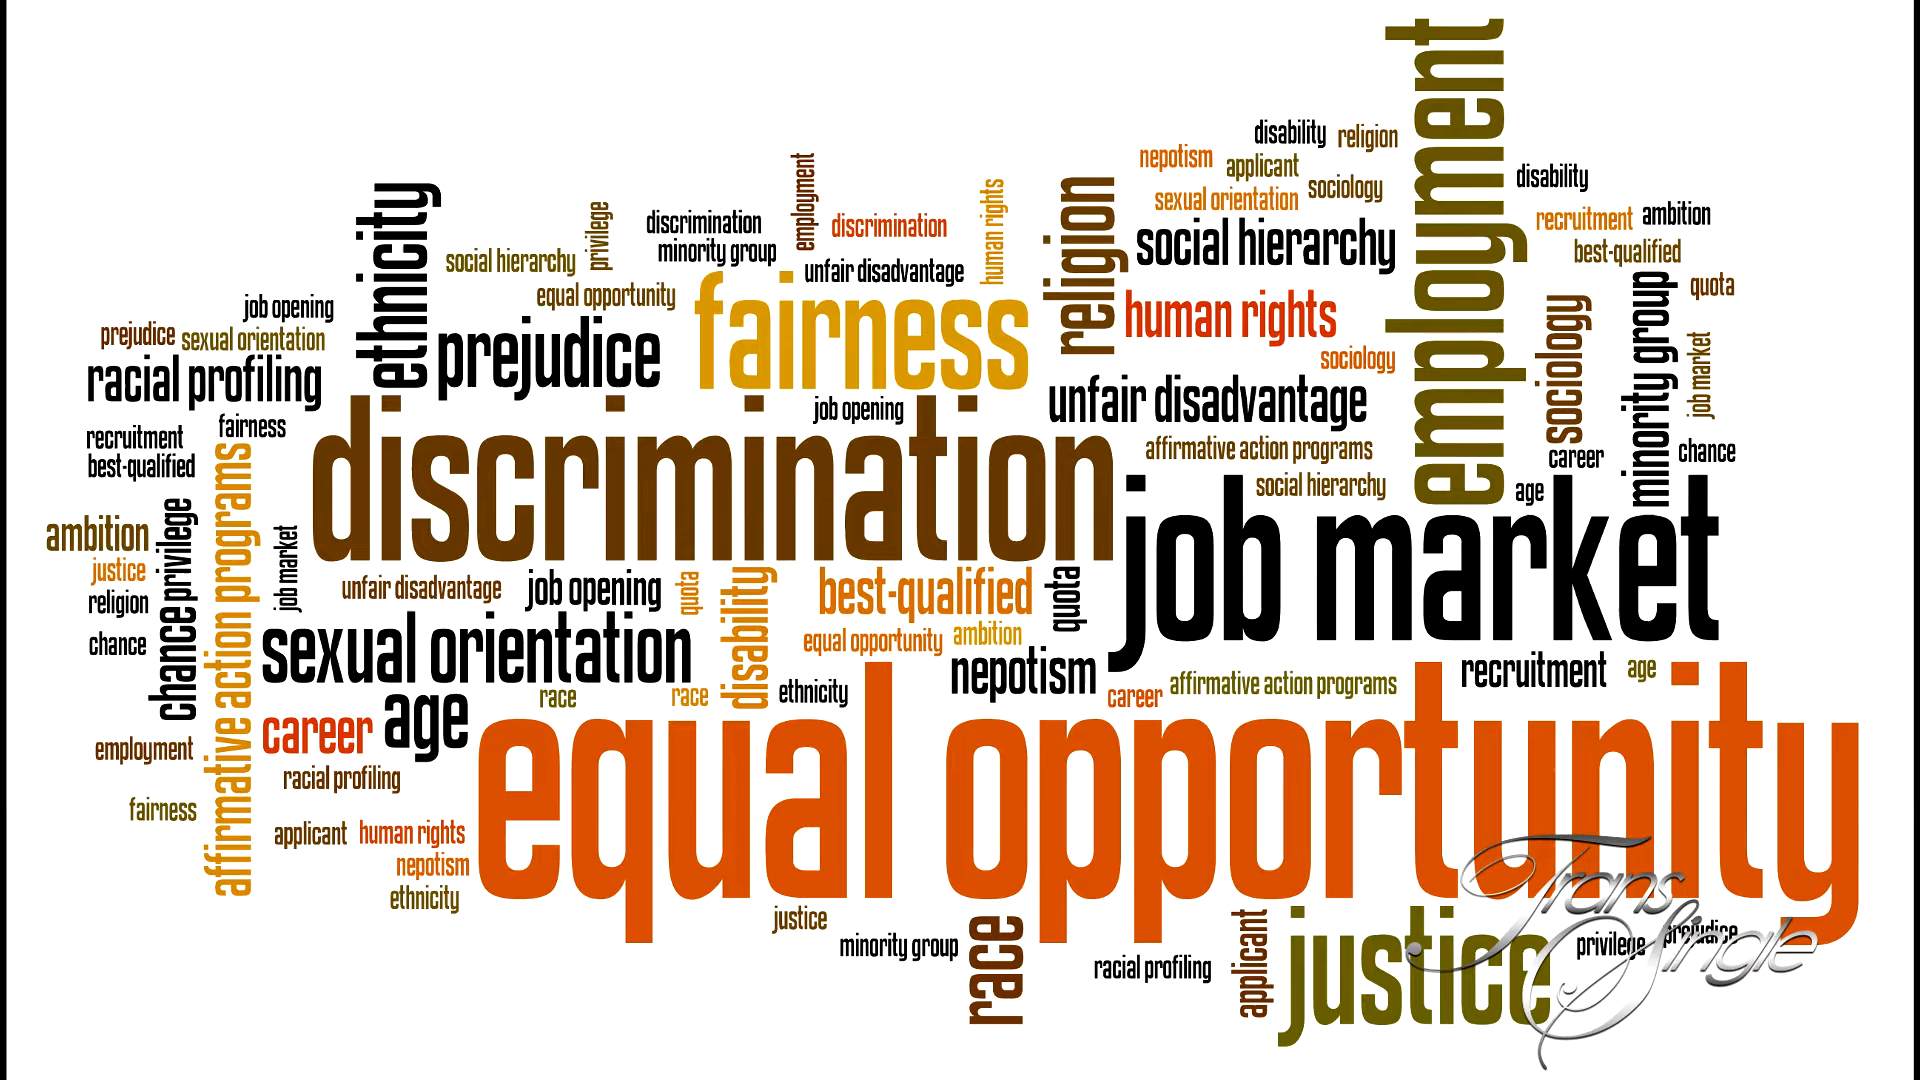 employment
disability
religion
nepotism
applicant
sexual orientation
sociology
disability
recruitment
ambition
best-qualified
quota
ethnicity
privilege
discrimination
minority group
employment
discrimination
human rights
religion
social hierarchy
social hierarchy
unfair disadvantage
equal opportunity
fairness
human rights
sociology
sociology
minority group
job market
job opening
prejudice
sexual orientation
racial profiling
prejudice
unfair disadvantage
job opening
fairness
recruitment
best-qualified
discrimination
affirmative action programs
social hierarchy
career
chance
age
job market
ambition
justice
religion
chance
privilege
chance
affirmative action programs
job market
unfair disadvantage
job opening
quota
disability
best-qualified
quota
equal opportunity
ambition
sexual orientation
nepotism
recruitment
age
race
race
ethnicity
career
affirmative action programs
career
age
employment
equal opportunity
racial profiling
fairness
applicant
human rights
nepotism
ethnicity
justice
minority group
race
racial profiling
applicant
justice
privilege
prejudice
Trans
Single